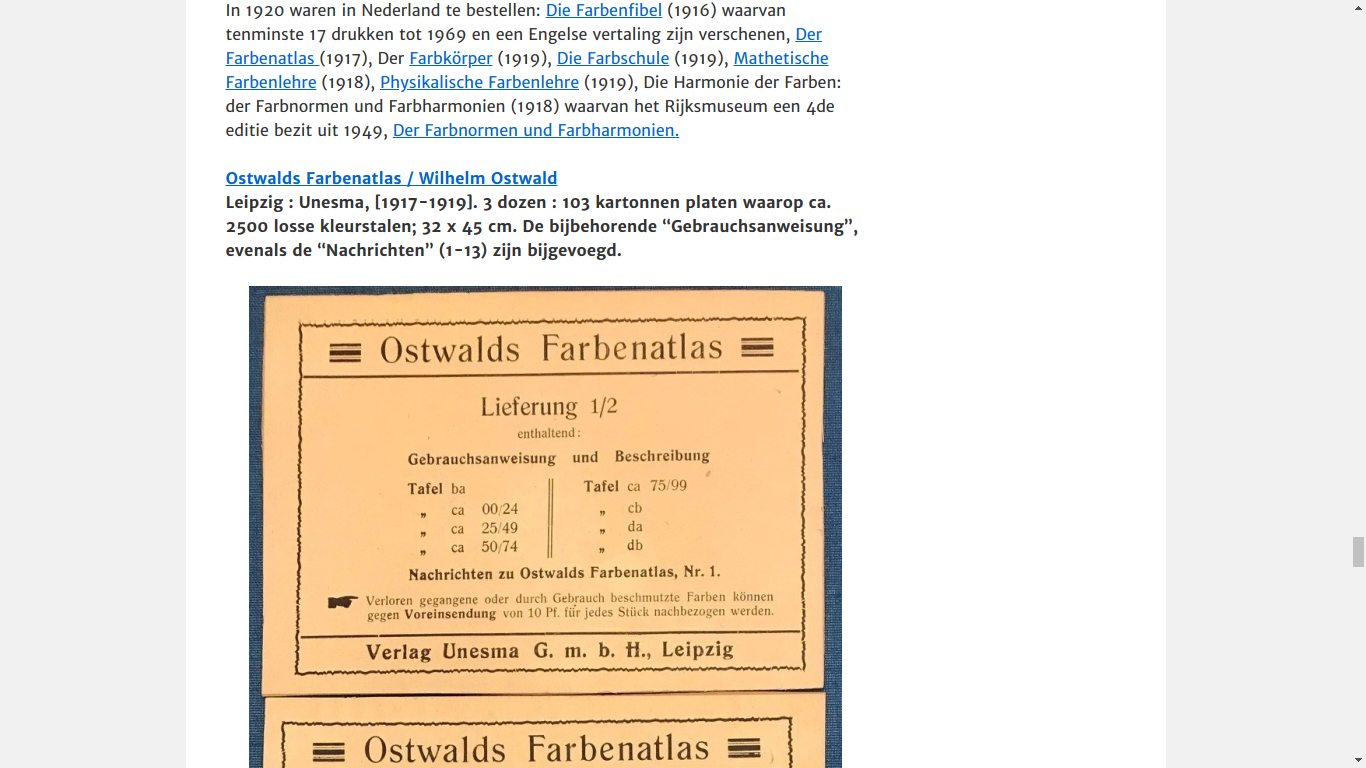 In 1920 waren in Nederland te bestellen: Die Farbenfibel (1916) waarvan
tenminste 17 drukken tot 1969 en een Engelse vertaling zijn verschenen, Der
Farbenatlas (1917), Der Farbkörper (1919), Die Farbschule (1919), Mathetische
Farbenlehre (1918), Physikalische Farbenlehre (1919), Die Harmonie der Farben:
der Farbnormen und Farbharmonien (1918) waarvan het Rijksmuseum een 4de
editie bezit uit 1949, Der Farbnormen und Farbharmonien.
Ostwalds Farbenatlas / Wilhelm Ostwald
Leipzig : Unesma, [1917-1919]. 3 dozen : 103 kartonnen platen waarop ca.
2500 losse kleurstalen; 32 x 45 cm. De bijbehorende “Gebrauchsanweisung”,
evenals de “Nachrichten” (1-13) zijn bijgevoegd.
Ostwalds Farbenatlas
Lieferung 1/2
enthaltend:
Gebrauchsanweisung und Beschreibung
Tafel ba
„ ca 00/24
„ ca 25/49
„ ca 50/74
Tafel ca 75/99
„ cb
„ da
„ db
Nachrichten zu Ostwalds Farbenatlas, Nr. 1.
Verloren gegangene oder durch Gebrauch beschmutzte Farben können
gegen Voreinsendung von 10 Pf. für jedes Stück nachbezogen werden.
Verlag Unesma G. m. b. H., Leipzig
Ostwalds Farbenatlas